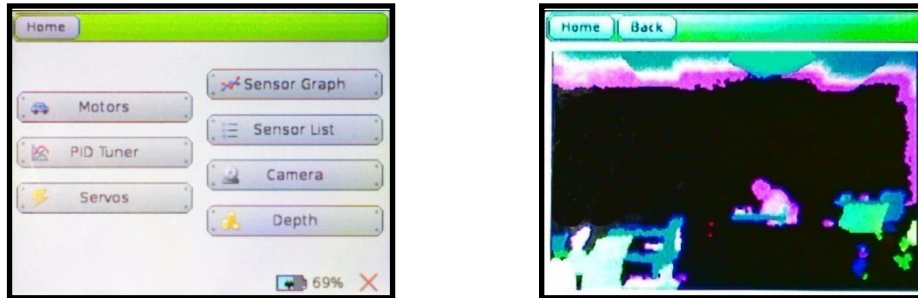 Home
Motors
PID Tuner
Servos
Sensor Graph
Sensor List
Camera
Depth
69%
Home Back